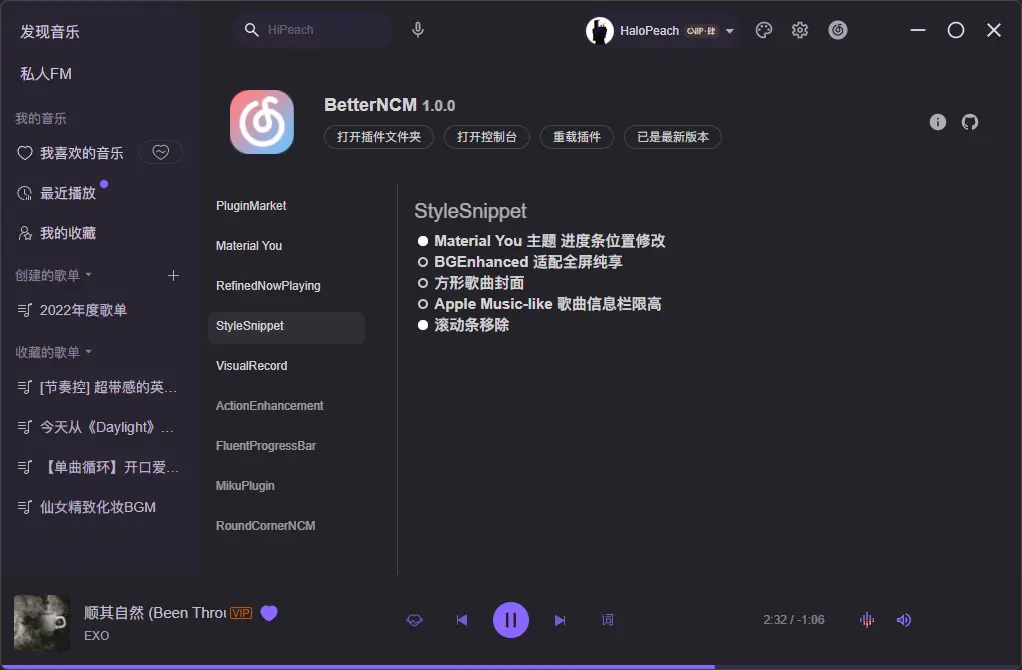 发现音乐
私人FM
我的音乐
我喜欢的音乐
最近播放
我的收藏
创建的歌单
2022年度歌单
收藏的歌单
[节奏控] 超带感的英…
今天从《Daylight》…
【单曲循环】开口爱…
仙女精致化妆BGM
HiPeach
HaloPeach
BetterNCM 1.0.0
打开插件文件夹 打开控制台 重载插件 已是最新版本
PluginMarket
Material You
RefinedNowPlaying
StyleSnippet
VisualRecord
ActionEnhancement
FluentProgressBar
MikuPlugin
RoundCornerNCM
StyleSnippet
Material You 主题 进度条位置修改
BGEnhanced 适配全屏纯享
方形歌曲封面
Apple Music-like 歌曲信息栏限高
滚动条移除
顺其自然 (Been Throu VIP
EXO
词
2:32 / -1:06